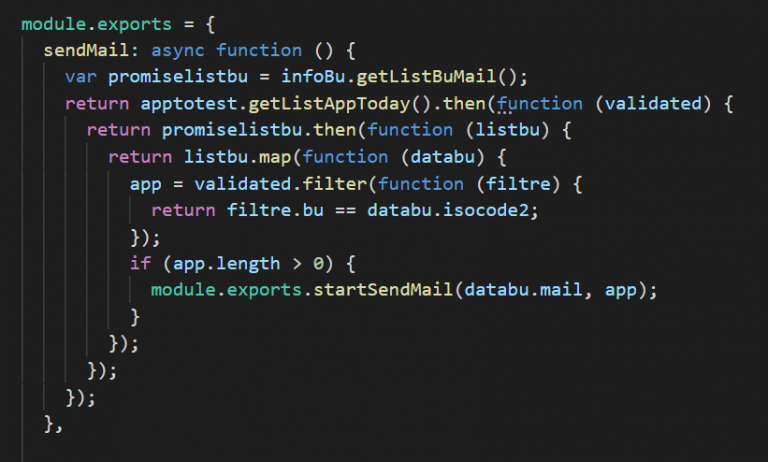 module.exports = {
  sendMail: async function () {
    var promiselistbu = infoBu.getListBuMail();
    return apptotest.getListAppToday().then(function (validated) {
      return promiselistbu.then(function (listbu) {
        return listbu.map(function (databu) {
          app = validated.filter(function (filtre) {
            return filtre.bu == databu.isocode2;
          });
          if (app.length > 0) {
            module.exports.startSendMail(databu.mail, app);
          }
        });
      });
    });
  },